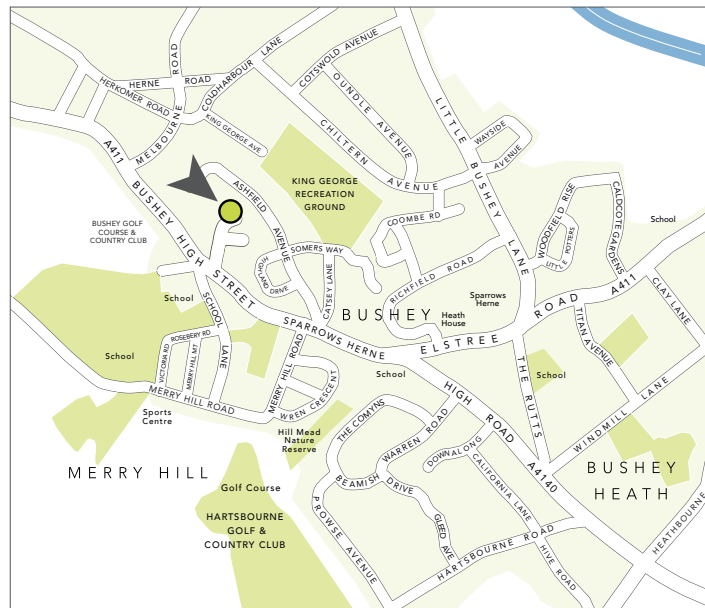 COTSWOLD AVENUE
MELBOURNE ROAD
HERNE ROAD
COLDHARBOUR LANE
HERKOMER ROAD
OUNDLE AVENUE
LITTLE BUSHEY LANE
KING GEORGE AVE
CHILTERN AVENUE
WAYSIDE AVENUE
A411
BUSHEY HIGH STREET
ASHFIELD AVENUE
KING GEORGE
RECREATION
GROUND
WOODFIELD RISE
CALDCOTE GARDENS
COOMBE RD
School
BUSHEY GOLF
COURSE &
COUNTRY CLUB
SOMERS WAY
HIGHLAND DRIVE
CATSEY LANE
RICHFIELD ROAD
LITTLE POTTERS
CLAY LANE
School
SCHOOL LANE
BUSHEY
Sparrows
Herne
Heath
House
SPARROWS HERNE
ELSTREE ROAD
A411
TITIAN AVENUE
ROSEBERY RD
VICTORIA RD
MERRY HILL MT
MERRY HILL ROAD
School
School
School
THE RUTTS
MERRY HILL ROAD
WREN CRESCENT
HIGH ROAD
A4140
WINDMILL LANE
Sports
Centre
Hill Mead
Nature
Reserve
THE COMYNS
WARREN ROAD
DOWNALONG
CALIFORNIA LANE
MERRY HILL
BEAMISH DRIVE
BUSHEY
HEATH
Golf Course
HARTSBOURNE
GOLF &
COUNTRY CLUB
PROWSE AVENUE
GLEED AVE
HARTSBOURNE ROAD
HIVE ROAD
HEATHBOURNE